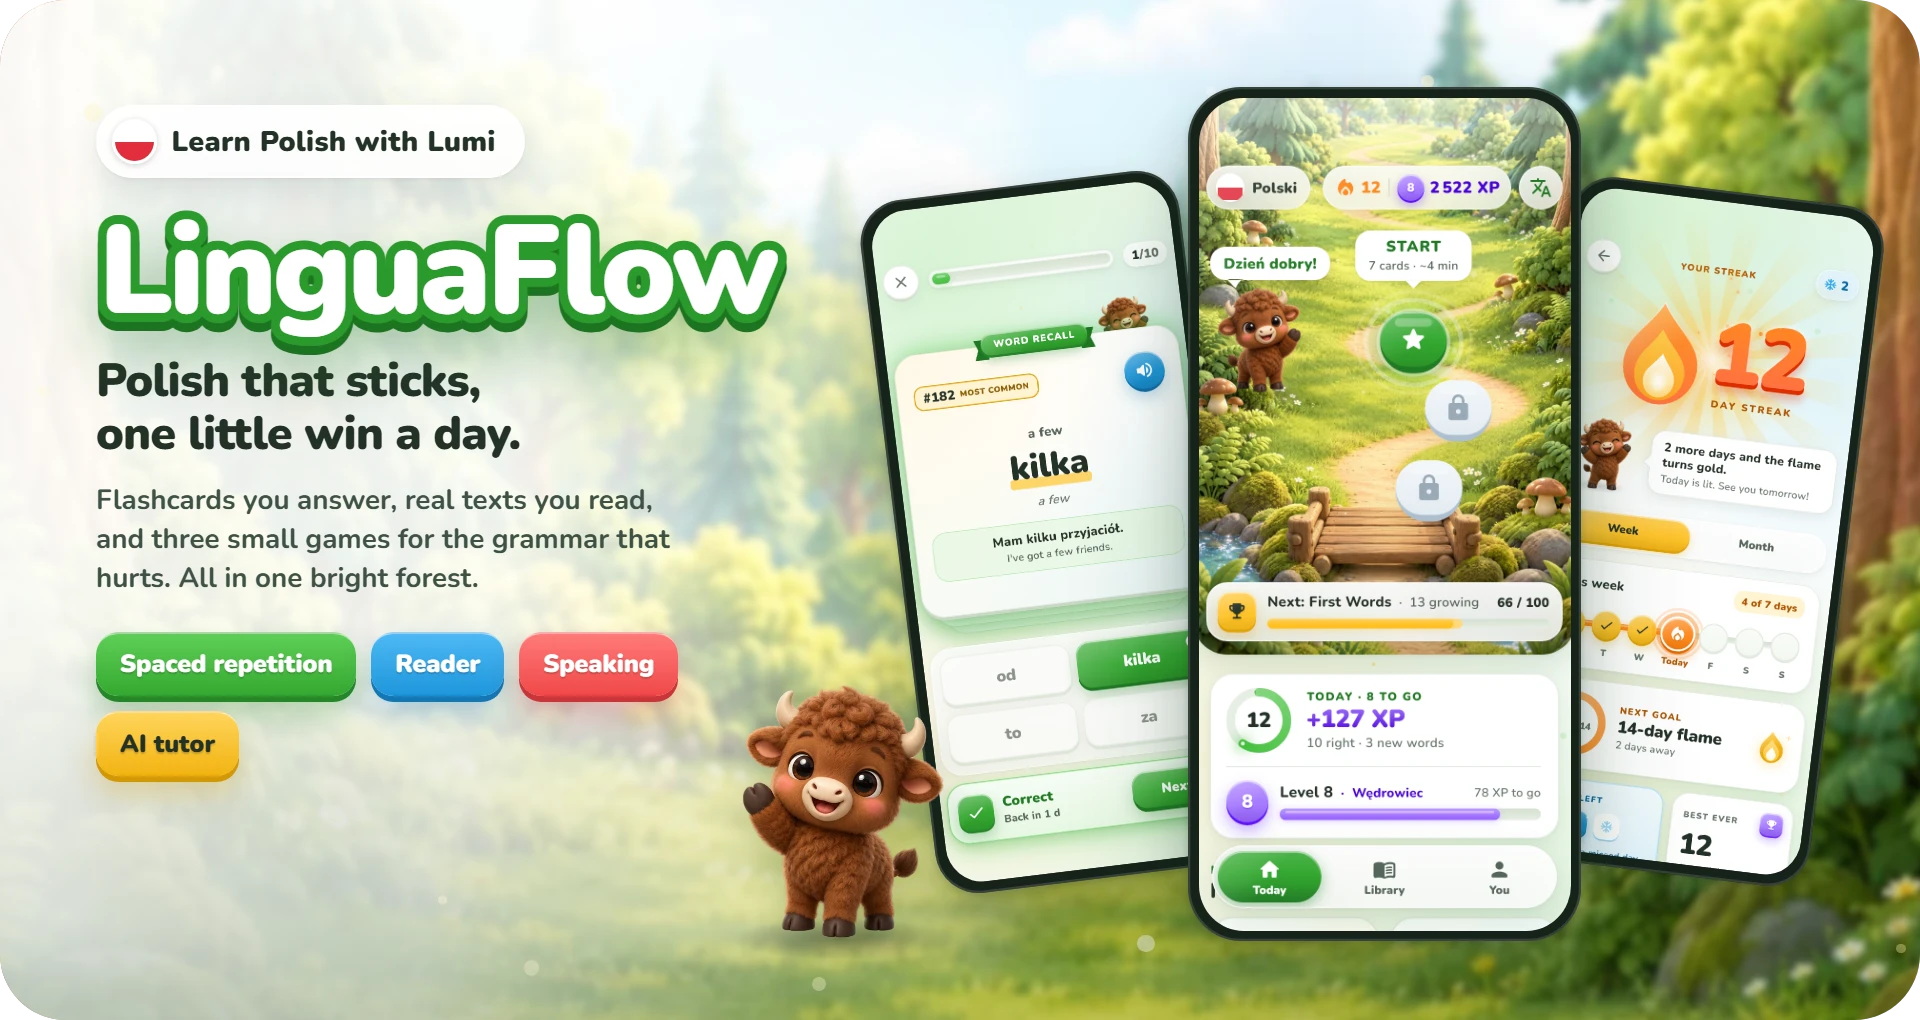 Learn Polish with Lumi
LinguaFlow
Polish that sticks,
one little win a day.
Flashcards you answer, real texts you read,
and three small games for the grammar that
hurts. All in one bright forest.
Spaced repetition
Reader
Speaking
AI tutor
1/10
WORD RECALL
#182 MOST COMMON
a few
kilka
a few
Mam kilku przyjaciół.
I've got a few friends.
od
kilka
to
za
Correct
Back in 1 d
Polski
12
8
2 522 XP
Dzień dobry!
START
7 cards · ~4 min
Next: First Words · 13 growing
66 / 100
12
TODAY · 8 TO GO
+127 XP
10 right · 3 new words
8
Level 8 · Wędrowiec
78 XP to go
Today
Library
You
YOUR STREAK
2
12
DAY STREAK
2 more days and the flame
turns gold.
Today is lit. See you tomorrow!
Week
Month
week
4 of 7 days
T
W
Today
F
S
S
14
NEXT GOAL
14-day flame
2 days away
LEFT
BEST EVER
12